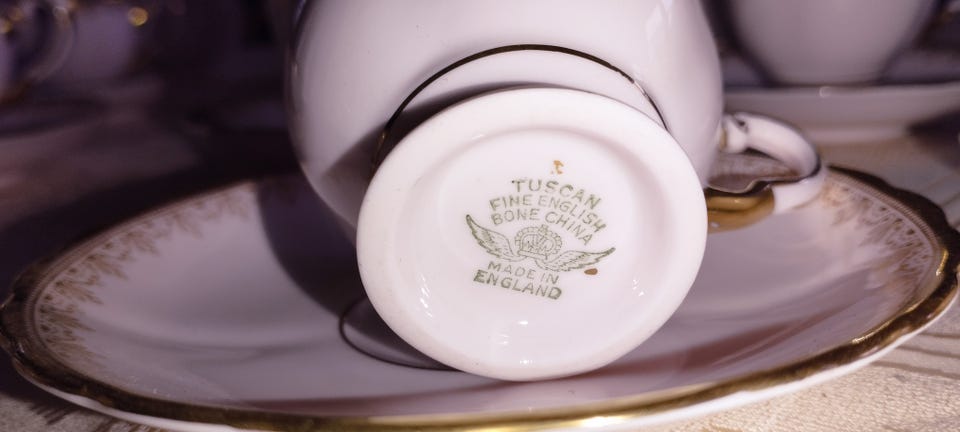 TUSCAN
FINE ENGLISH
BONE CHINA
MADE IN
ENGLAND